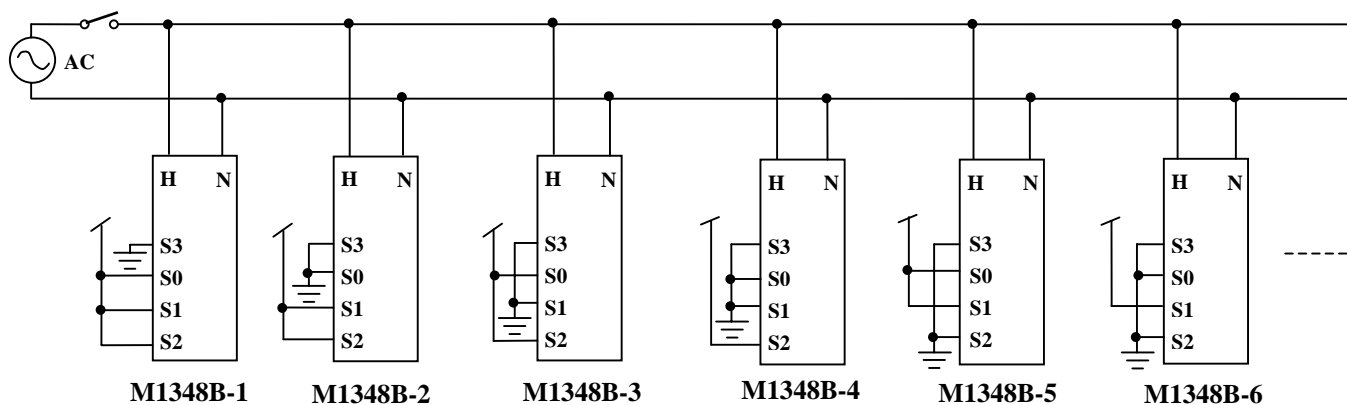 AC
H N
S3
S0
S1
S2
M1348B-1
H N
S3
S0
S1
S2
M1348B-2
H N
S3
S0
S1
S2
M1348B-3
H N
S3
S0
S1
S2
M1348B-4
H N
S3
S0
S1
S2
M1348B-5
H N
S3
S0
S1
S2
M1348B-6